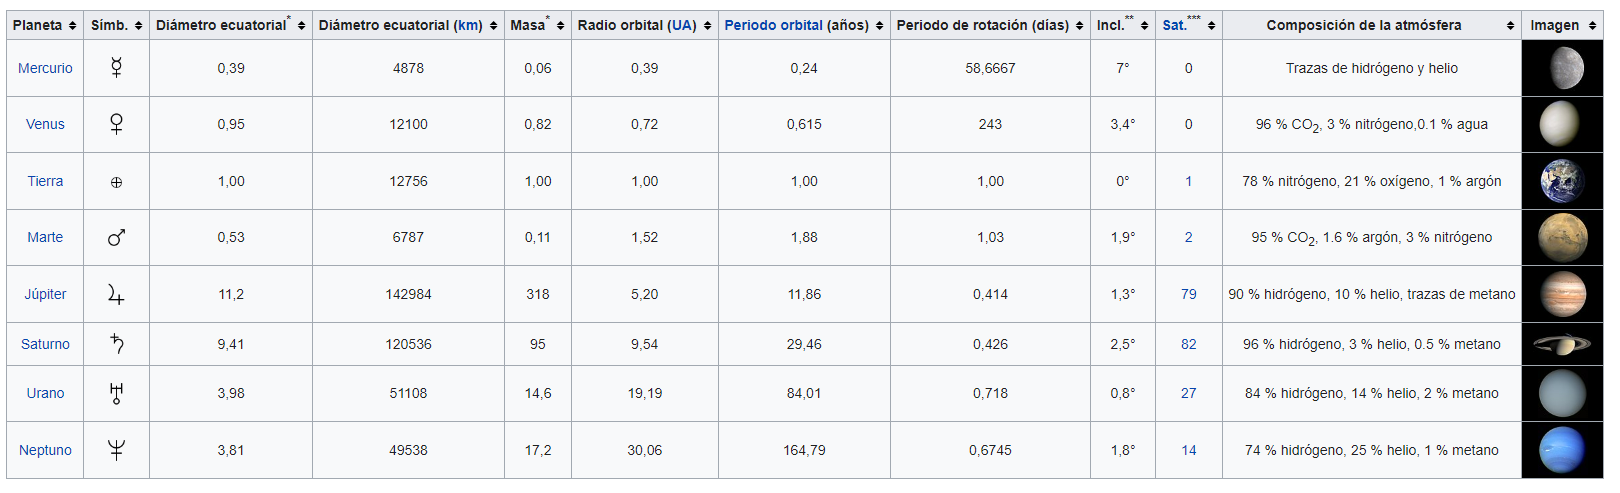 Planeta Símb. Diámetro ecuatorial* Diámetro ecuatorial (km) Masa* Radio orbital (UA) Periodo orbital (años) Periodo de rotación (días) Incl.** Sat.*** Composición de la atmósfera Imagen
Mercurio ☿ 0,39 4878 0,06 0,39 0,24 58,6667 7° 0 Trazas de hidrógeno y helio
Venus ♀ 0,95 12100 0,82 0,72 0,615 243 3,4° 0 96 % CO₂, 3 % nitrógeno,0.1 % agua
Tierra ⊕ 1,00 12756 1,00 1,00 1,00 1,00 0° 1 78 % nitrógeno, 21 % oxígeno, 1 % argón
Marte ♂ 0,53 6787 0,11 1,52 1,88 1,03 1,9° 2 95 % CO₂, 1.6 % argón, 3 % nitrógeno
Júpiter ♃ 11,2 142984 318 5,20 11,86 0,414 1,3° 79 90 % hidrógeno, 10 % helio, trazas de metano
Saturno ♄ 9,41 120536 95 9,54 29,46 0,426 2,5° 82 96 % hidrógeno, 3 % helio, 0.5 % metano
Urano ♅ 3,98 51108 14,6 19,19 84,01 0,718 0,8° 27 84 % hidrógeno, 14 % helio, 2 % metano
Neptuno ♆ 3,81 49538 17,2 30,06 164,79 0,6745 1,8° 14 74 % hidrógeno, 25 % helio, 1 % metano